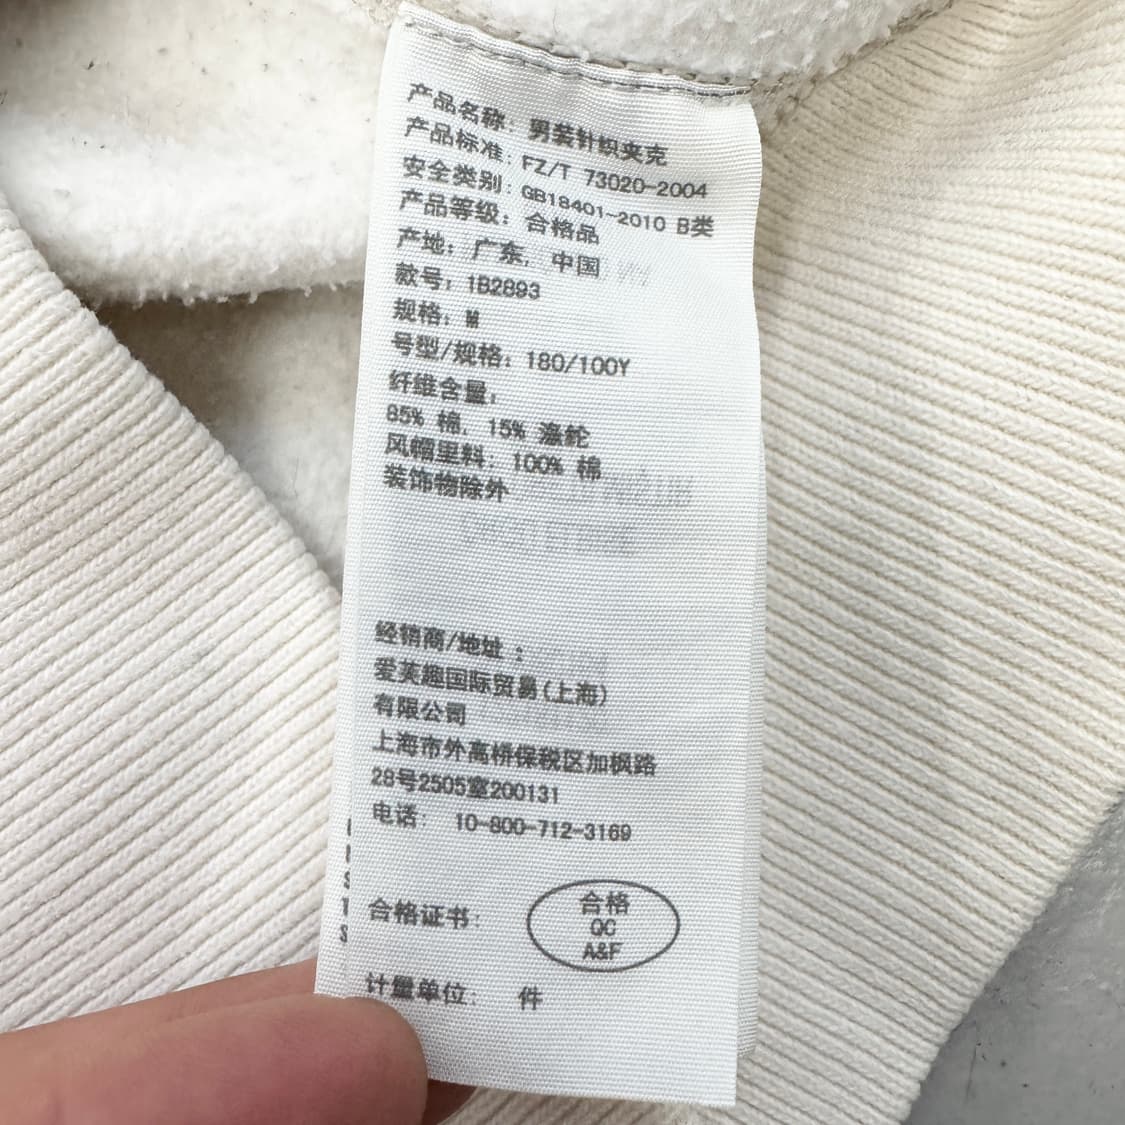 产品名称: 男装针织夹克
产品标准: FZ/T 73020-2004
安全类别: GB18401-2010 B类
产品等级: 合格品
产地: 广东, 中国
款号: 1B2893
规格: M
号型/规格: 180/100Y
纤维含量:
85% 棉, 15% 涤纶
风帽里料: 100% 棉
装饰物除外
经销商/地址 :
爱芙趣国际贸易(上海)
有限公司
上海市外高桥保税区加枫路
28号2505室200131
电话: 10-800-712-3169
合格证书:
合格
QC
A&F
计量单位: 件